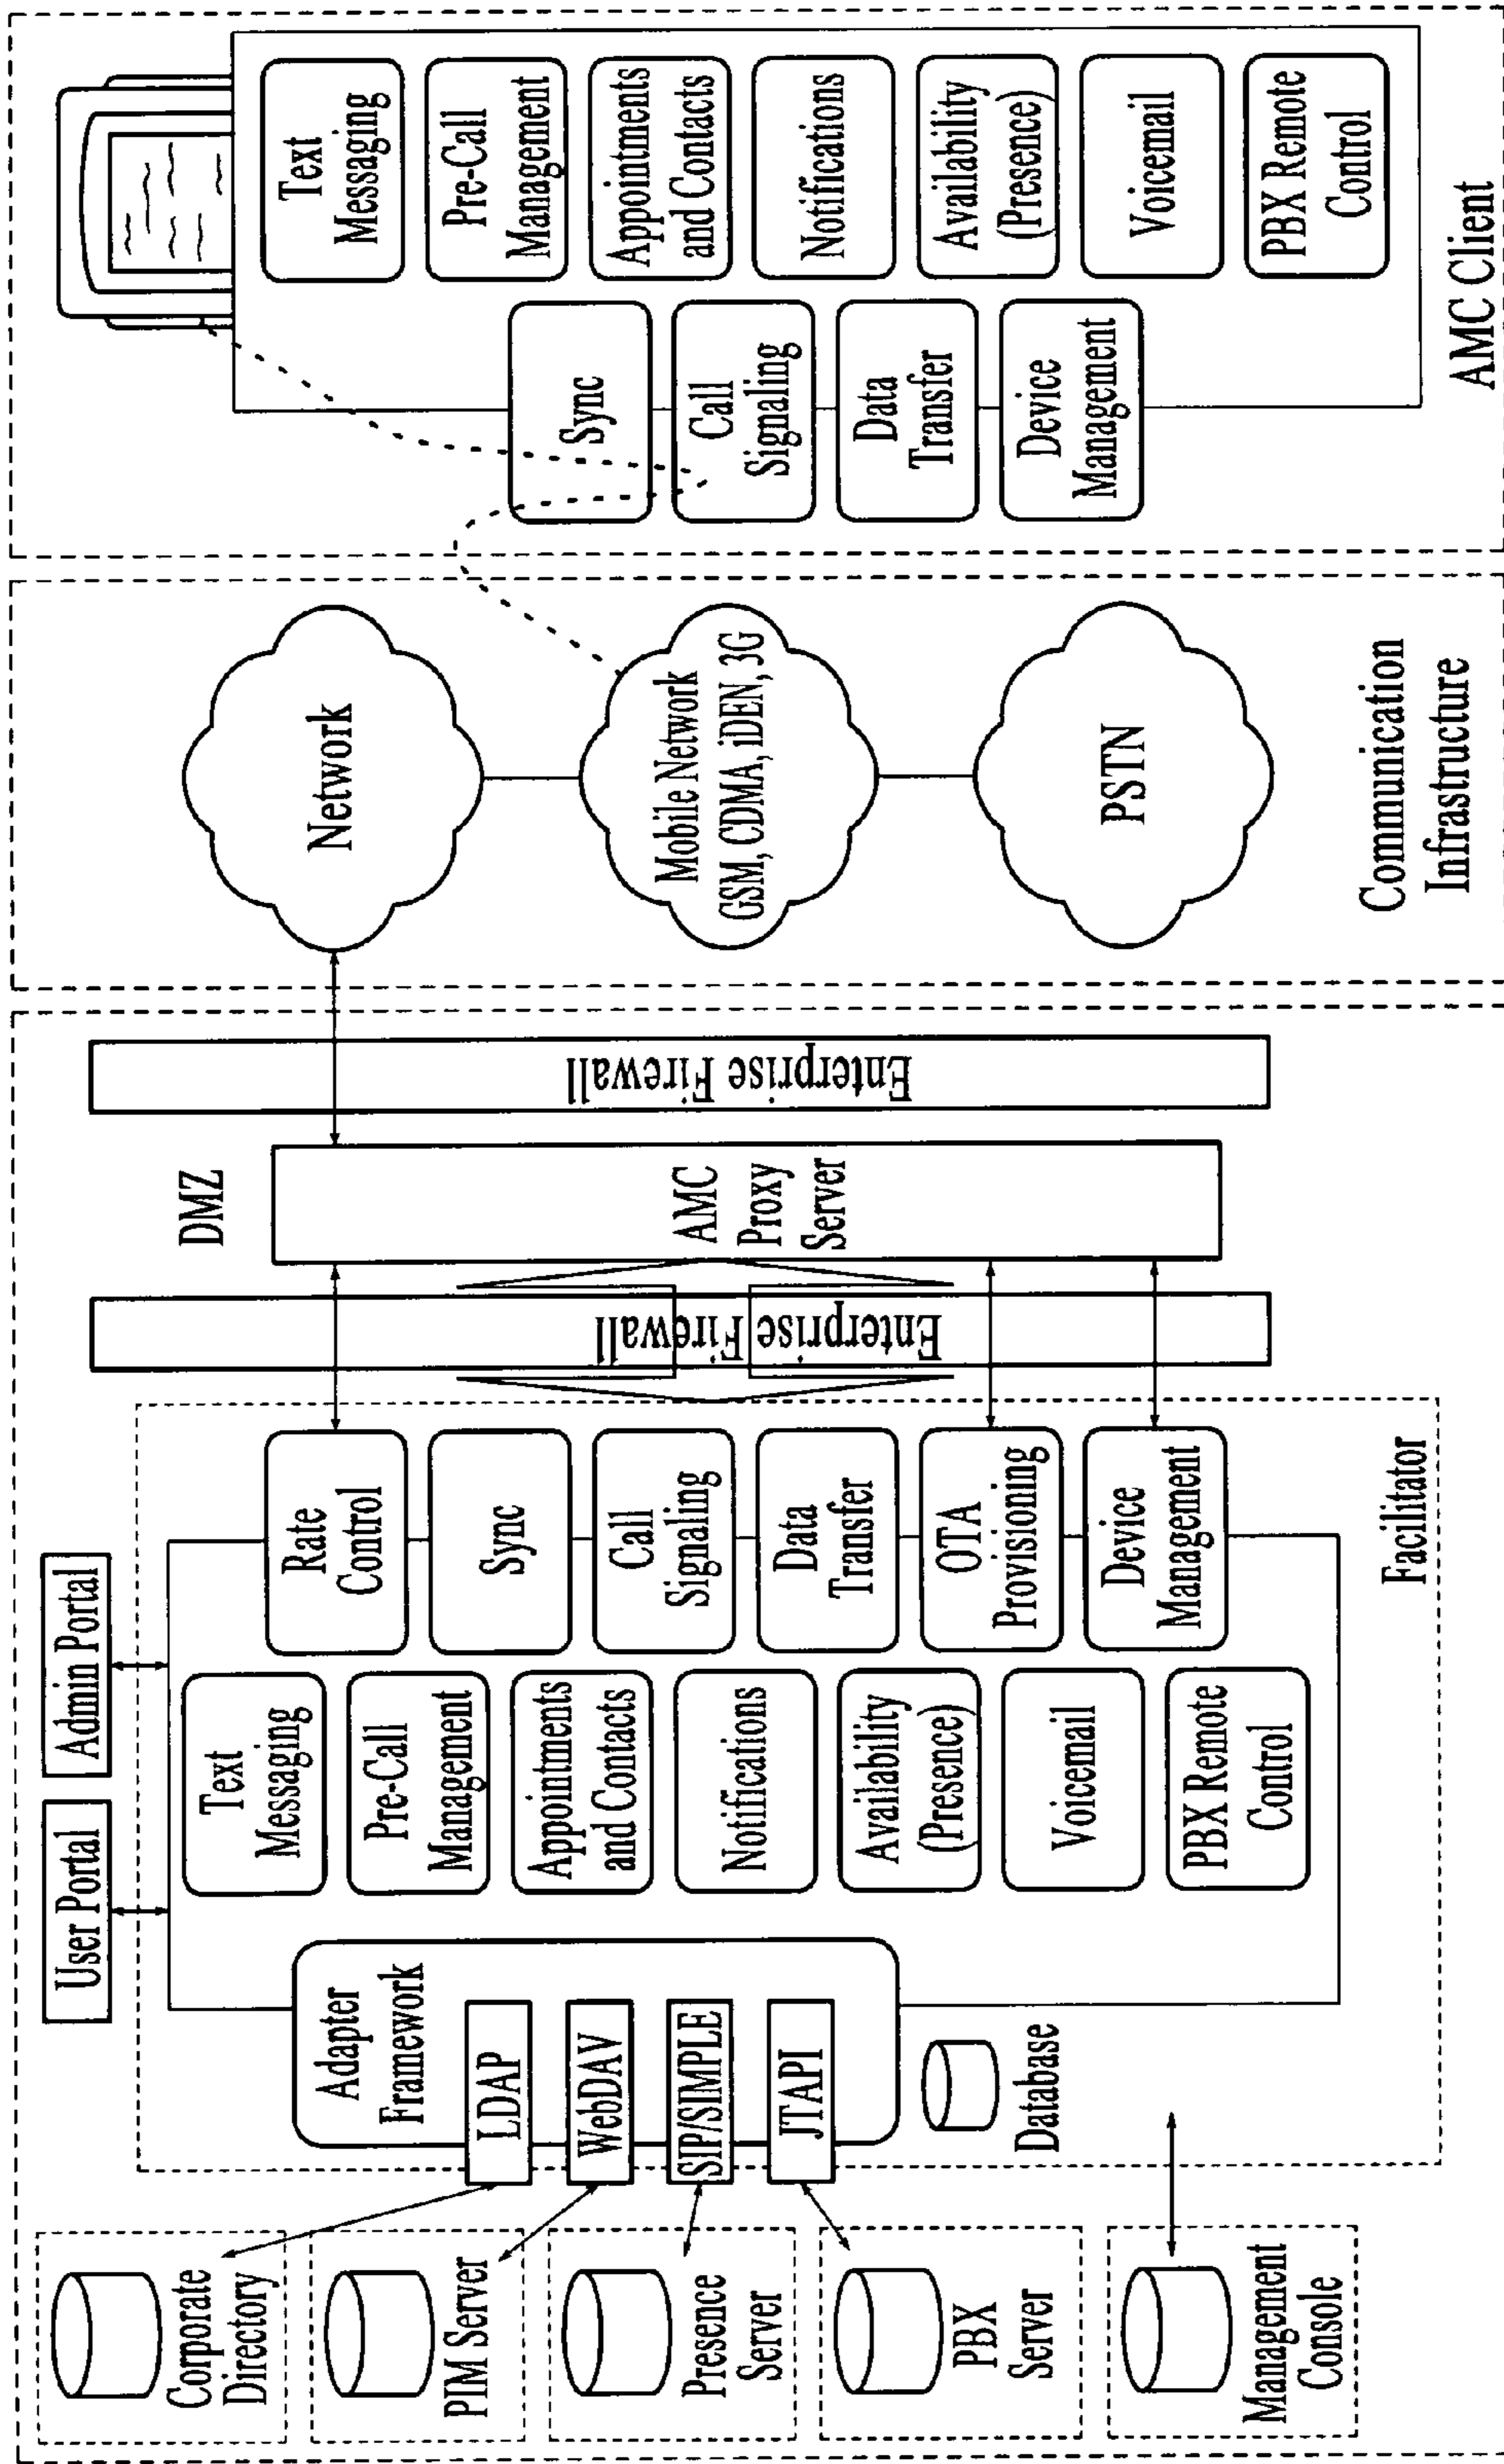 Corporate
Directory
PIM Server
Presence
Server
PBX
Server
Management
Console
User Portal
Admin Portal
Adapter
Framework
LDAP
WebDAV
SIP/SIMPLE
JTAPI
Database
Text
Messaging
Pre-Call
Management
Appointments
and Contacts
Notifications
Availability
(Presence)
Voicemail
PBX Remote
Control
Rate
Control
Sync
Call
Signaling
Data
Transfer
OTA
Provisioning
Device
Management
Facilitator
Enterprise Firewall
DMZ
AMC
Proxy
Server
Enterprise Firewall
Network
Mobile Network
GSM, CDMA, iDEN, 3G
PSTN
Communication
Infrastructure
Sync
Call
Signaling
Data
Transfer
Device
Management
Text
Messaging
Pre-Call
Management
Appointments
and Contacts
Notifications
Availability
(Presence)
Voicemail
PBX Remote
Control
AMC Client